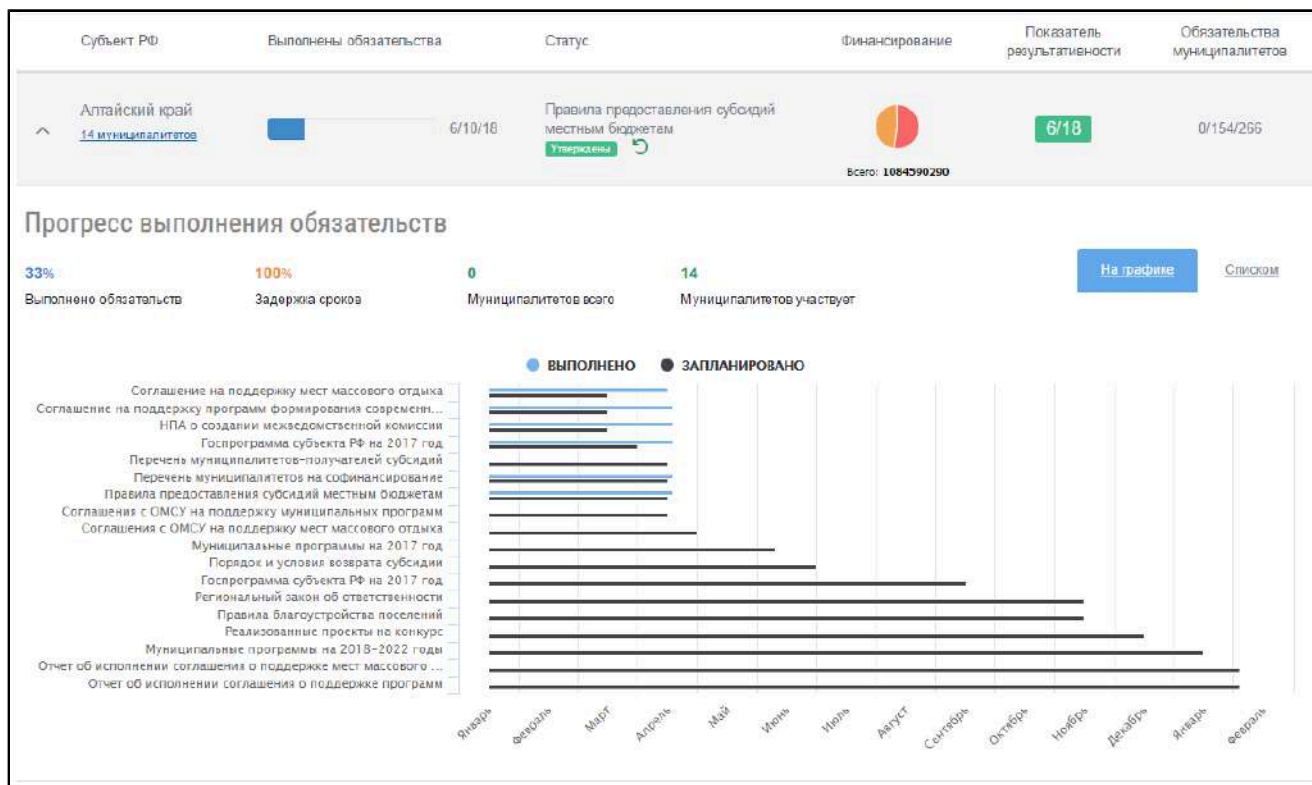 Субъект РФ
Выполнены обязательства
Статус
Финансирование
Показатель
результативности
Обязательства
муниципалитетов
Алтайский край
14 муниципалитетов
6/10/18
Правила предоставления субсидий
местным бюджетам
Утверждены
Всего: 1084590290
6/18
0/154/266
Прогресс выполнения обязательств
33%
Выполнено обязательств
100%
Задержка сроков
0
Муниципалитетов всего
14
Муниципалитетов участвует
На графике
Списком
ВЫПОЛНЕНО
ЗАПЛАНИРОВАНО
Соглашение на поддержку мест массового отдыха
Соглашение на поддержку программ формирования современн...
НПА о создании межведомственной комиссии
Госпрограмма субъекта РФ на 2017 год
Перечень муниципалитетов-получателей субсидий
Перечень муниципалитетов на софинансирование
Правила предоставления субсидий местным бюджетам
Соглашения с ОМСУ на поддержку муниципальных программ
Соглашения с ОМСУ на поддержку мест массового отдыха
Муниципальные программы на 2017 год
Порядок и условия возврата субсидии
Госпрограмма субъекта РФ на 2017 год
Региональный закон об ответственности
Правила благоустройства поселений
Реализованные проекты на конкурс
Муниципальные программы на 2018-2022 годы
Отчет об исполнении соглашения о поддержке мест массового ...
Отчет об исполнении соглашения о поддержке программ
Январь
Февраль
Март
Апрель
Май
Июнь
Июль
Август
Сентябрь
Октябрь
Ноябрь
Декабрь
Январь
Февраль